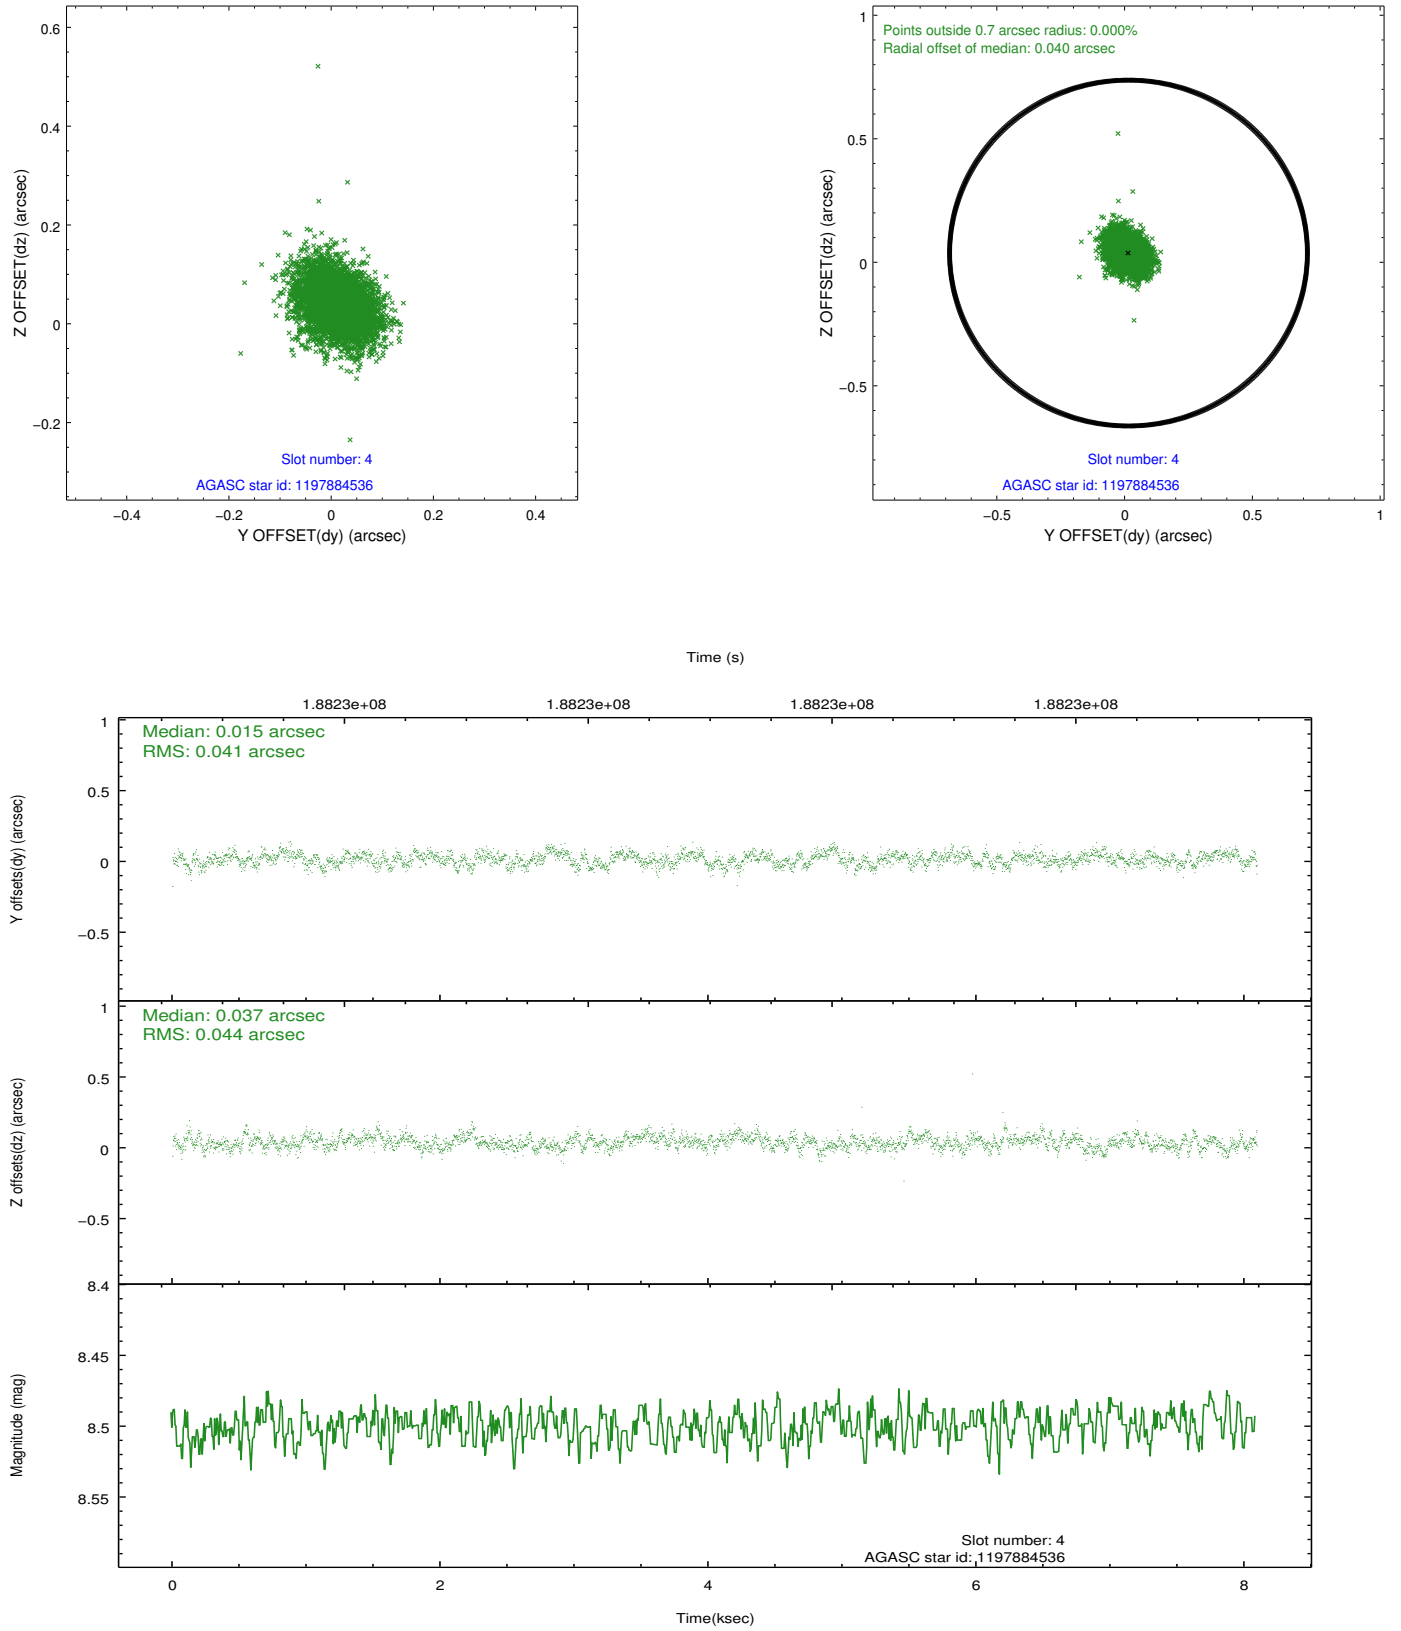 0.6
0.4
0.2
0
−0.2
Z OFFSET(dz) (arcsec)
Slot number: 4
AGASC star id: 1197884536
−0.4 −0.2 0 0.2 0.4
Y OFFSET(dy) (arcsec)
Points outside 0.7 arcsec radius: 0.000%
Radial offset of median: 0.040 arcsec
1
0.5
0
−0.5
Z OFFSET(dz) (arcsec)
Slot number: 4
AGASC star id: 1197884536
−0.5 0 0.5 1
Y OFFSET(dy) (arcsec)
Time (s)
1.8823e+08 1.8823e+08 1.8823e+08 1.8823e+08
Median: 0.015 arcsec
RMS: 0.041 arcsec
1
0.5
0
−0.5
Y offsets(dy) (arcsec)
Median: 0.037 arcsec
RMS: 0.044 arcsec
1
0.5
0
−0.5
Z offsets(dz) (arcsec)
8.4
8.45
8.5
8.55
Magnitude (mag)
Slot number: 4
AGASC star id: 1197884536
0 2 4 6 8
Time(ksec)